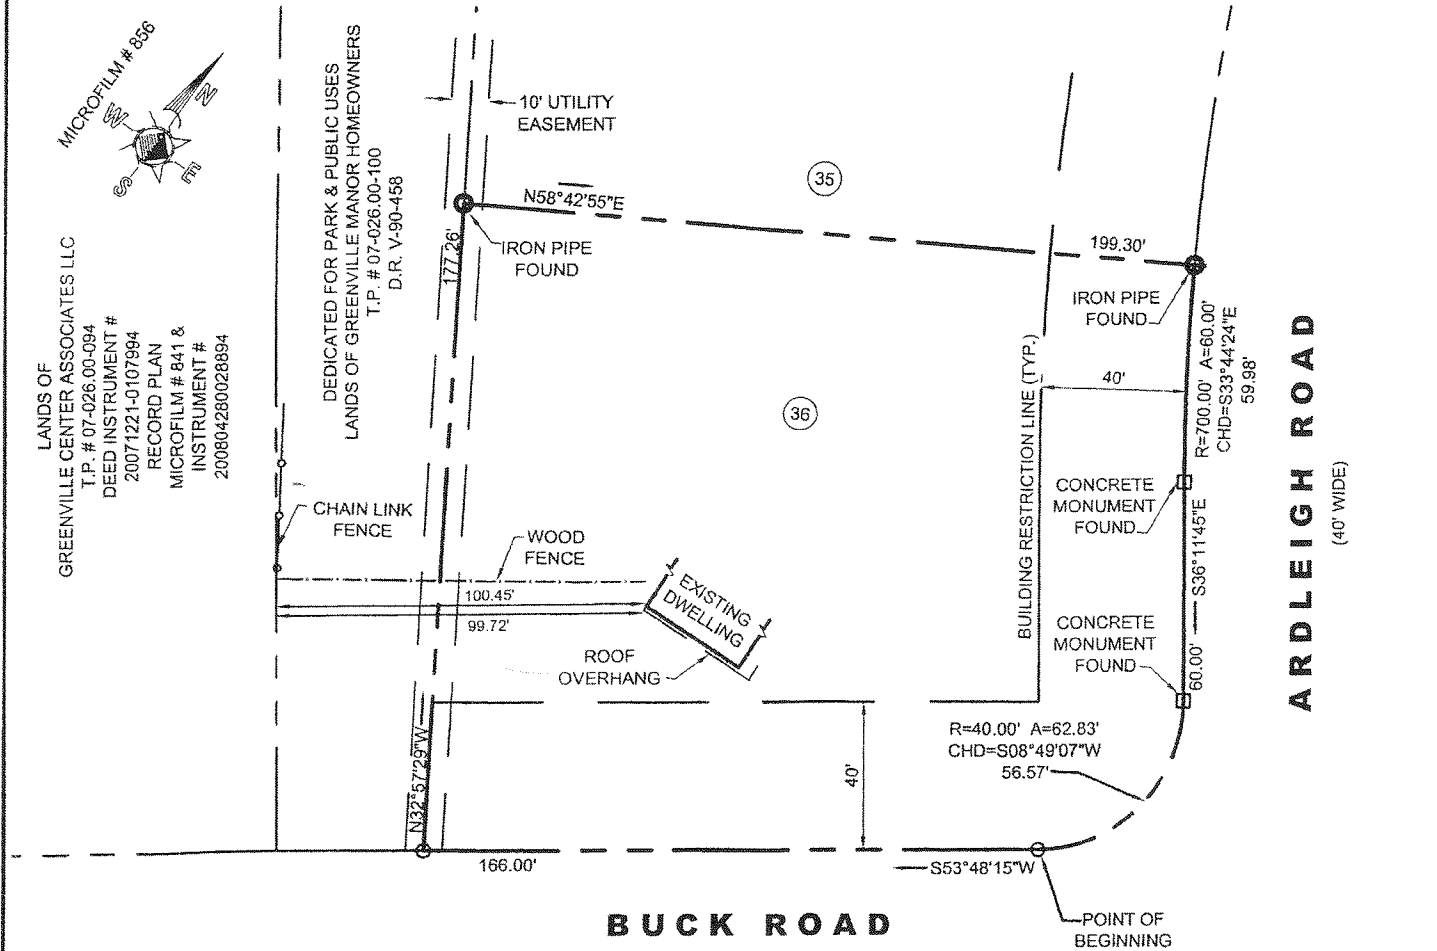 MICROFILM # 856
N
W
S
E
LANDS OF
GREENVILLE CENTER ASSOCIATES LLC
T.P. # 07-026.00-094
DEED INSTRUMENT #
20071221-0107994
RECORD PLAN
MICROFILM # 841 &
INSTRUMENT #
200804280028894
DEDICATED FOR PARK & PUBLIC USES
LANDS OF GREENVILLE MANOR HOMEOWNERS
T.P. # 07-026.00-100
D.R. V-90-458
10' UTILITY
EASEMENT
35
N58°42'55"E
199.30'
177.26'
IRON PIPE
FOUND
IRON PIPE
FOUND
R=700.00' A=60.00'
CHD=S33°44'24"E
59.98'
40'
36
BUILDING RESTRICTION LINE (TYP.)
ARDLEIGH ROAD
(40' WIDE)
CHAIN LINK
FENCE
WOOD
FENCE
CONCRETE
MONUMENT
FOUND
S36°11'45"E
60.00'
100.45'
99.72'
EXISTING
DWELLING
ROOF
OVERHANG
CONCRETE
MONUMENT
FOUND
R=40.00' A=62.83'
CHD=S08°49'07"W
56.57'
N32°57'29"W
40'
166.00'
S53°48'15"W
BUCK ROAD
POINT OF
BEGINNING